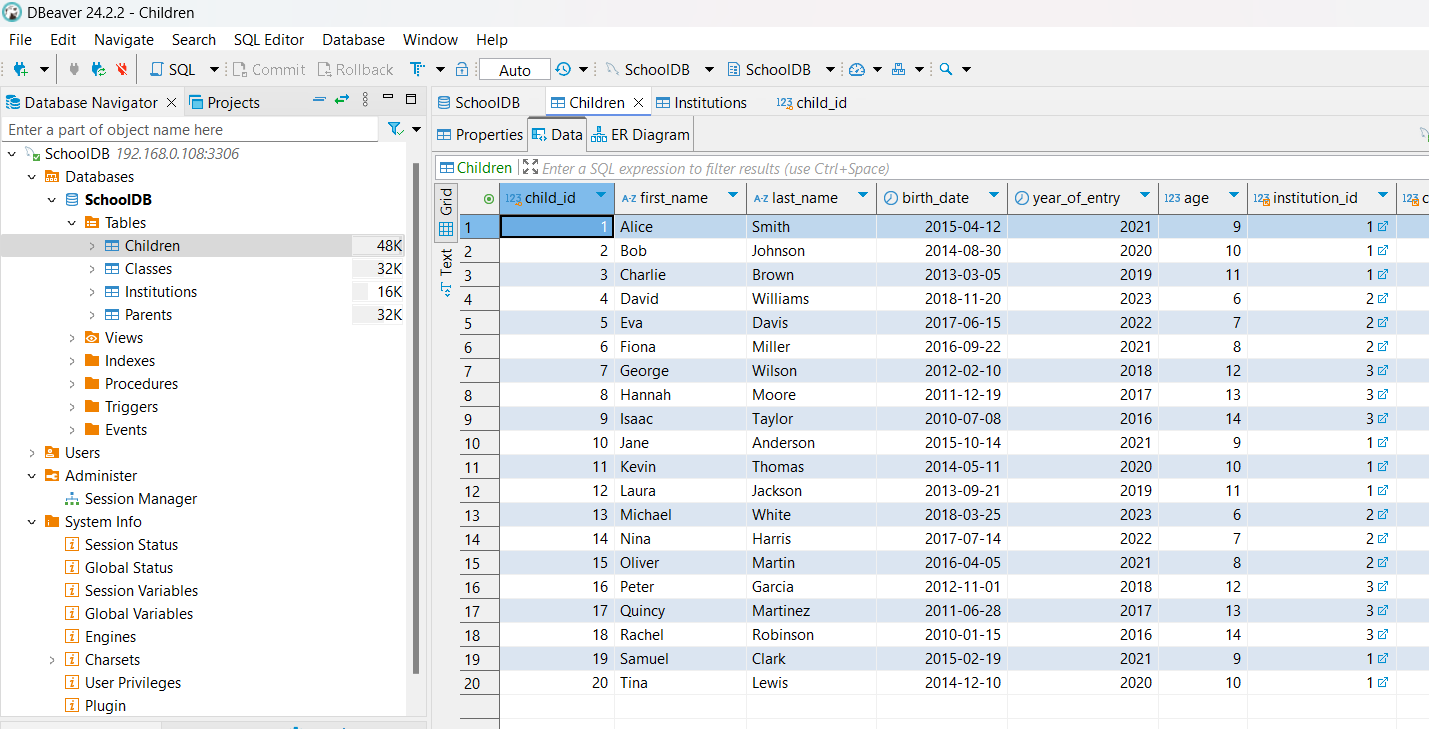 DBeaver 24.2.2 - Children
File Edit Navigate Search SQL Editor Database Window Help
SQL Commit Rollback Auto SchoolDB SchoolDB
Database Navigator Projects
Enter a part of object name here
SchoolDB 192.168.0.108:3306
Databases
SchoolDB
Tables
Children 48K
Classes 32K
Institutions 16K
Parents 32K
Views
Indexes
Procedures
Triggers
Events
Users
Administer
Session Manager
System Info
Session Status
Global Status
Session Variables
Global Variables
Engines
Charsets
User Privileges
Plugin
SchoolDB Children Institutions 123 child_id
Properties Data ER Diagram
Children Enter a SQL expression to filter results (use Ctrl+Space)
Grid
Text
123 child_id A-Z first_name A-Z last_name birth_date year_of_entry 123 age 123 institution_id 123 c
1 1 Alice Smith 2015-04-12 2021 9 1
2 2 Bob Johnson 2014-08-30 2020 10 1
3 3 Charlie Brown 2013-03-05 2019 11 1
4 4 David Williams 2018-11-20 2023 6 2
5 5 Eva Davis 2017-06-15 2022 7 2
6 6 Fiona Miller 2016-09-22 2021 8 2
7 7 George Wilson 2012-02-10 2018 12 3
8 8 Hannah Moore 2011-12-19 2017 13 3
9 9 Isaac Taylor 2010-07-08 2016 14 3
10 10 Jane Anderson 2015-10-14 2021 9 1
11 11 Kevin Thomas 2014-05-11 2020 10 1
12 12 Laura Jackson 2013-09-21 2019 11 1
13 13 Michael White 2018-03-25 2023 6 2
14 14 Nina Harris 2017-07-14 2022 7 2
15 15 Oliver Martin 2016-04-05 2021 8 2
16 16 Peter Garcia 2012-11-01 2018 12 3
17 17 Quincy Martinez 2011-06-28 2017 13 3
18 18 Rachel Robinson 2010-01-15 2016 14 3
19 19 Samuel Clark 2015-02-19 2021 9 1
20 20 Tina Lewis 2014-12-10 2020 10 1